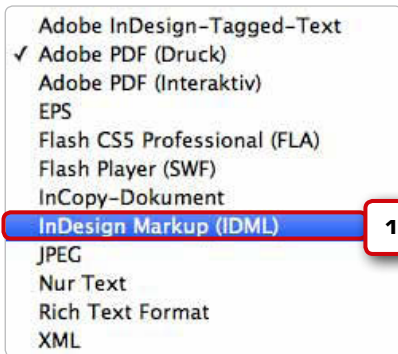 Adobe InDesign-Tagged-Text
✓ Adobe PDF (Druck)
Adobe PDF (Interaktiv)
EPS
Flash CS5 Professional (FLA)
Flash Player (SWF)
InCopy-Dokument
InDesign Markup (IDML) 1
JPEG
Nur Text
Rich Text Format
XML